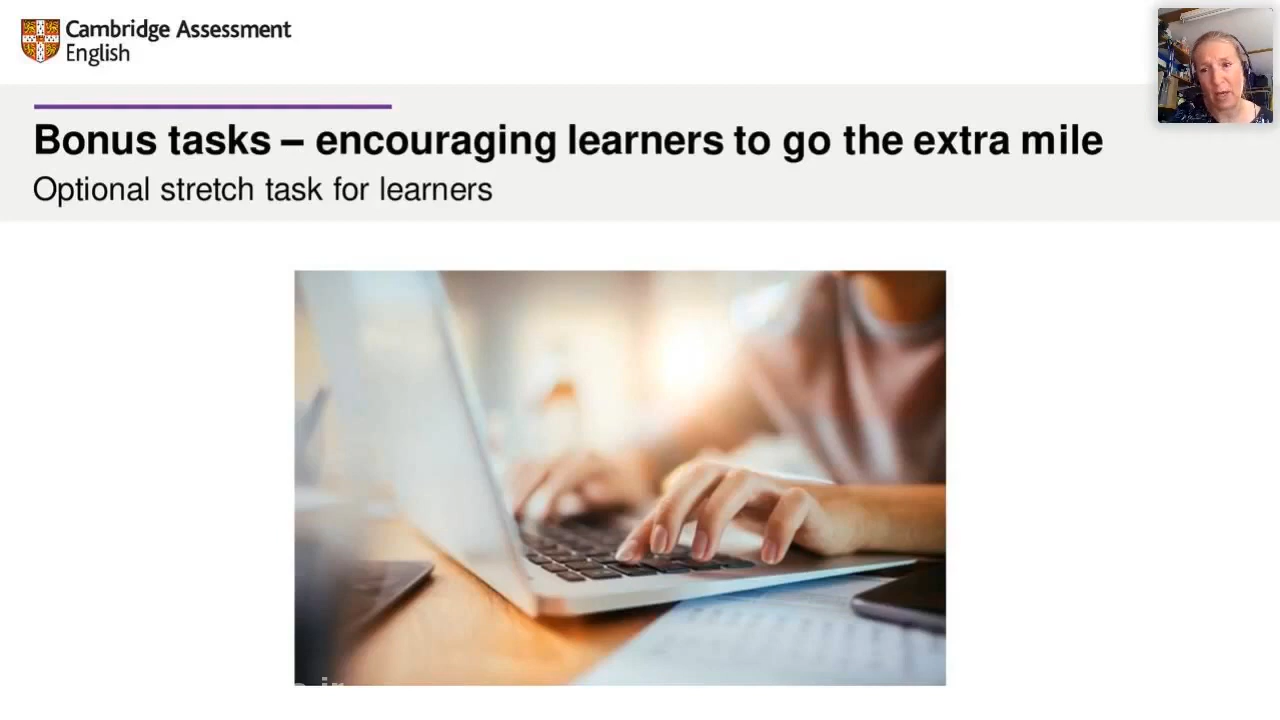 Cambridge Assessment
English
Bonus tasks – encouraging learners to go the extra mile
Optional stretch task for learners